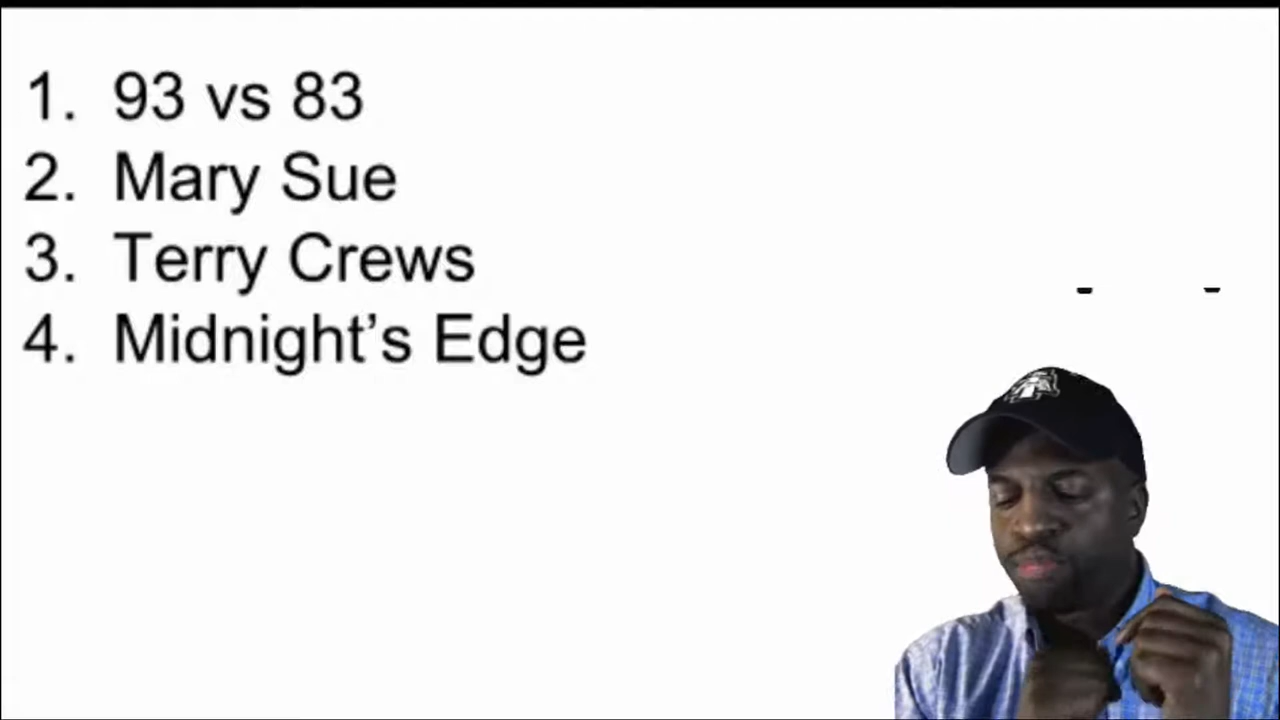 1. 93 vs 83
2. Mary Sue
3. Terry Crews
4. Midnight’s Edge